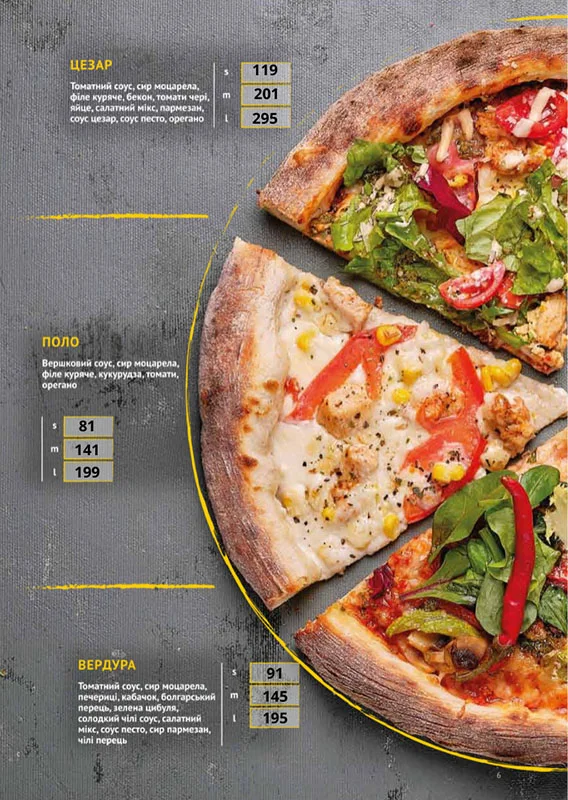 ЦЕЗАР
Томатний соус, сир моцарела,
філе куряче, бекон, томати чері,
яйце, салатний мікс, пармезан,
соус цезар, соус песто, орегано
s 119
m 201
l 295
ПОЛО
Вершковий соус, сир моцарела,
філе куряче, кукурудза, томати,
орегано
s 81
m 141
l 199
ВЕРДУРА
Томатний соус, сир моцарела,
печериці, кабачок, болгарський
перець, зелена цибуля,
солодкий чілі соус, салатний
мікс, соус песто, сир пармезан,
чілі перець
s 91
m 145
l 195
6